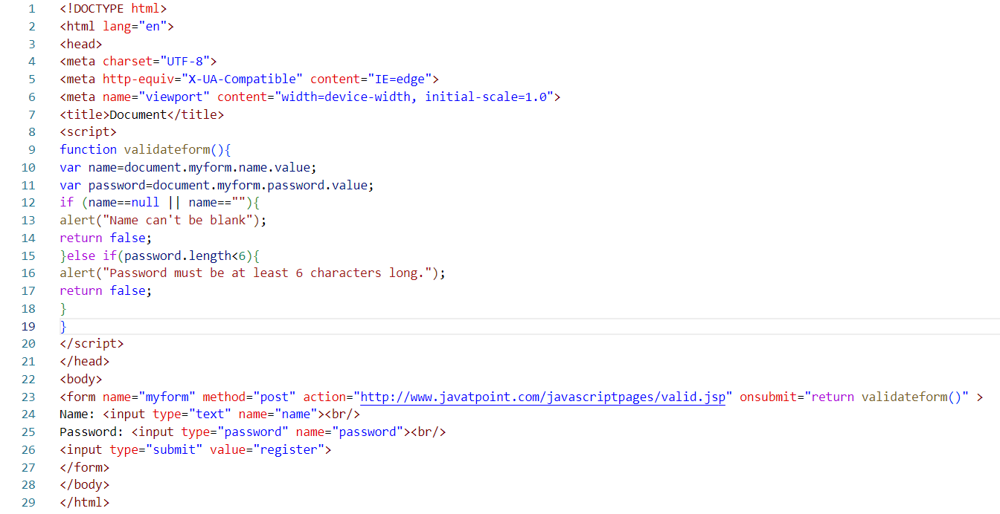 1 <!DOCTYPE html>
2 <html lang="en">
3 <head>
4 <meta charset="UTF-8">
5 <meta http-equiv="X-UA-Compatible" content="IE=edge">
6 <meta name="viewport" content="width=device-width, initial-scale=1.0">
7 <title>Document</title>
8 <script>
9 function validateform(){
10 var name=document.myform.name.value;
11 var password=document.myform.password.value;
12 if (name==null || name==""){
13 alert("Name can't be blank");
14 return false;
15 }else if(password.length<6){
16 alert("Password must be at least 6 characters long.");
17 return false;
18 }
19 }
20 </script>
21 </head>
22 <body>
23 <form name="myform" method="post" action="http://www.javatpoint.com/javascriptpages/valid.jsp" onsubmit="return validateform()" >
24 Name: <input type="text" name="name"><br/>
25 Password: <input type="password" name="password"><br/>
26 <input type="submit" value="register">
27 </form>
28 </body>
29 </html>